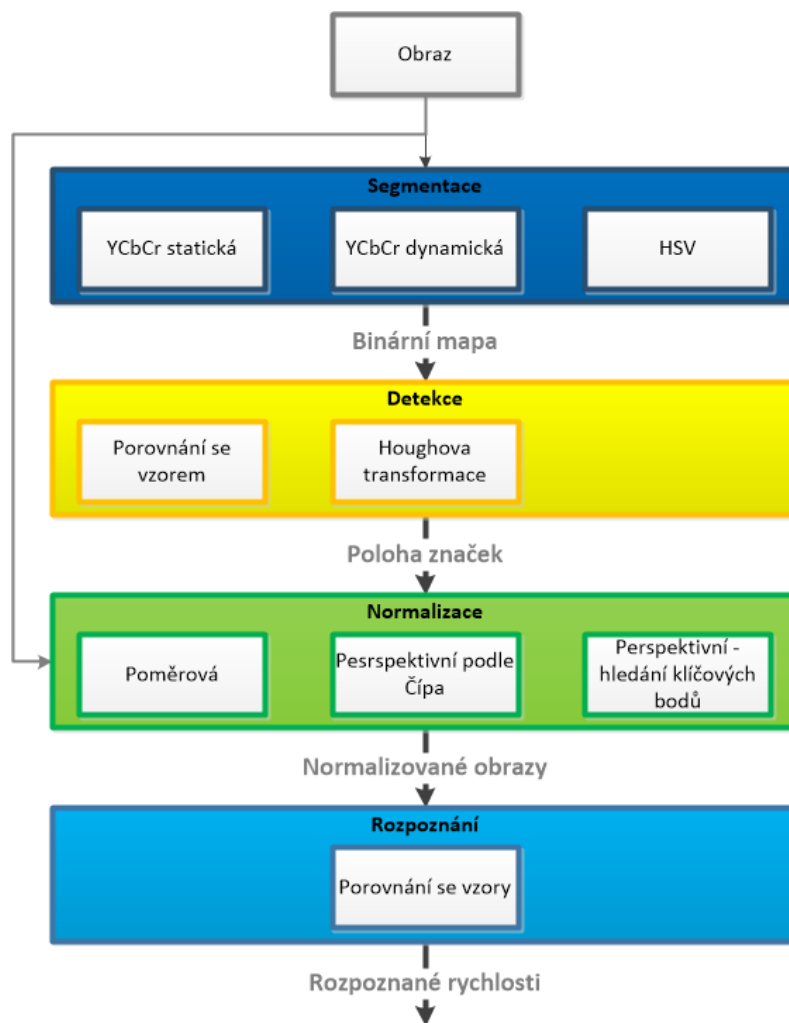 Obraz
Segmentace
YCbCr statická
YCbCr dynamická
HSV
Binární mapa
Detekce
Porovnání se
vzorem
Houghova
transformace
Poloha značek
Normalizace
Poměrová
Pesrspektivní podle
Čípa
Perspektivní -
hledání klíčových
bodů
Normalizované obrazy
Rozpoznání
Porovnání se vzory
Rozpoznané rychlosti